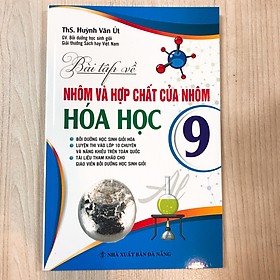 ThS. Huỳnh Văn Út
GV. Bồi dưỡng học sinh giỏi
Giải thưởng Sách hay Việt Nam
Bài tập về
NHÔM VÀ HỢP CHẤT CỦA NHÔM
HÓA HỌC 9
BỒI DƯỠNG HỌC SINH GIỎI HÓA
LUYỆN THI VÀO LỚP 10 CHUYÊN
VÀ NĂNG KHIẾU TRÊN TOÀN QUỐC
TÀI LIỆU THAM KHẢO CHO
GIÁO VIÊN BỒI DƯỠNG HỌC SINH GIỎI
Al
NHÀ XUẤT BẢN ĐÀ NẴNG